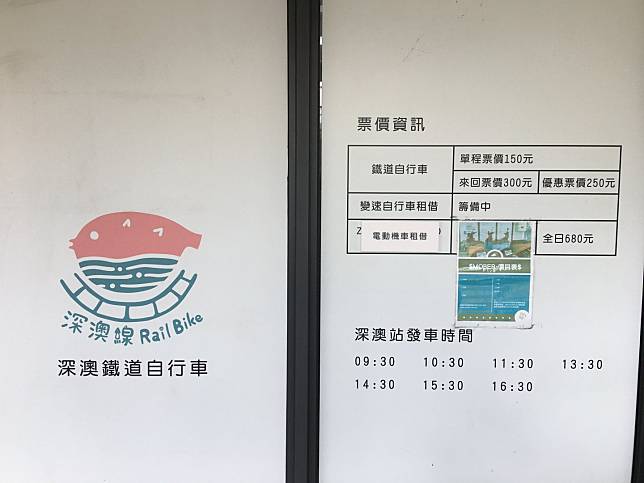 深澳線 Rail Bike
深澳鐵道自行車
票價資訊
鐵道自行車
單程票價150元
來回票價300元
優惠票價250元
變速自行車租借
籌備中
電動機車租借
全日680元
深澳站發車時間
09:30 10:30 11:30 13:30
14:30 15:30 16:30